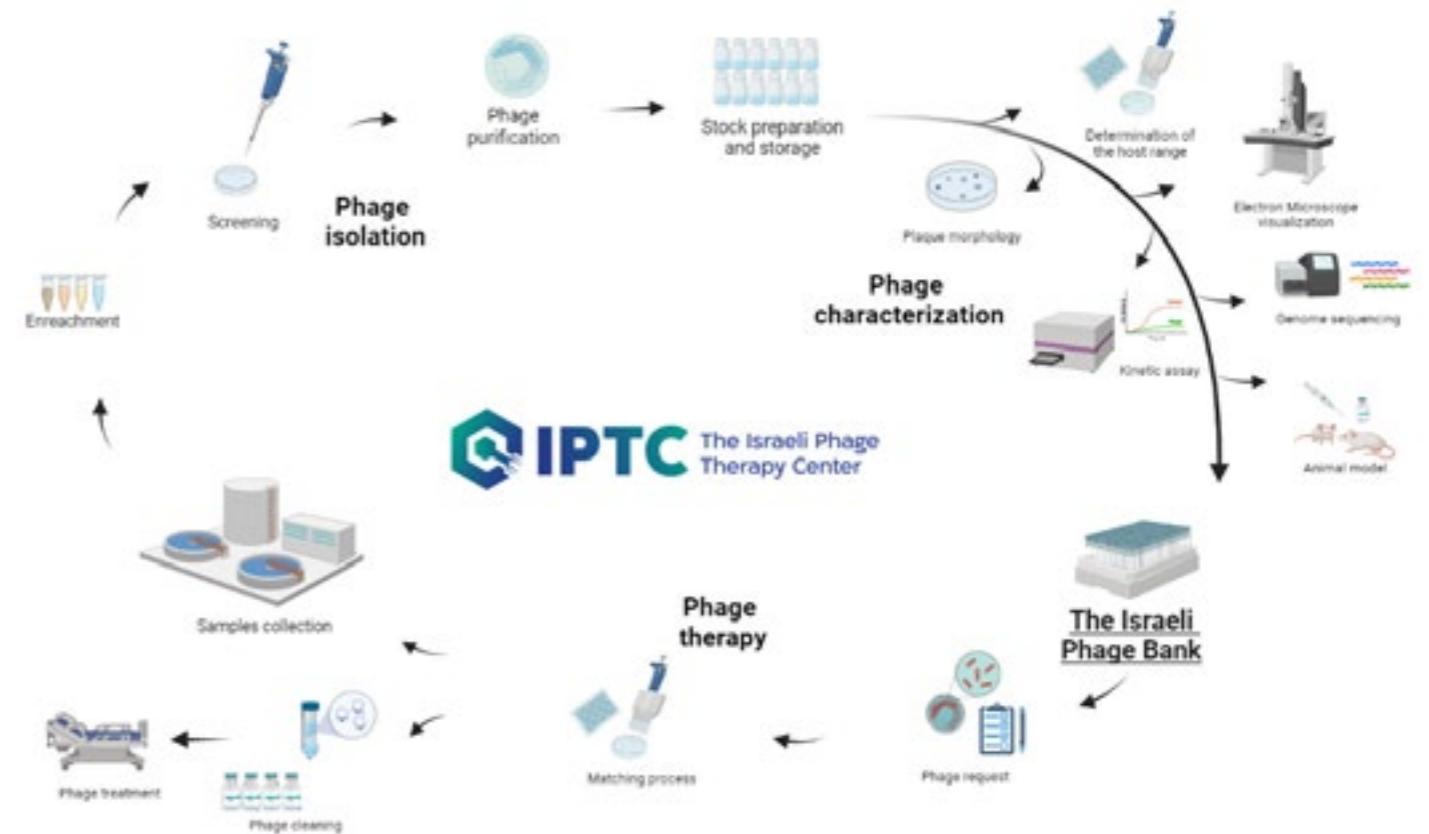 Screening
Phage
purification
Stock preparation
and storage
Determination of
the host range
Electron Microscope
visualization
Plaque morphology
Phage
isolation
Enreachment
Phage
characterization
Genome sequencing
Kinetic assay
Animal model
IPTC
The Israeli Phage
Therapy Center
Samples collection
The Israeli
Phage Bank
Phage
therapy
Phage request
Matching process
Phage cleaning
Phage treatment